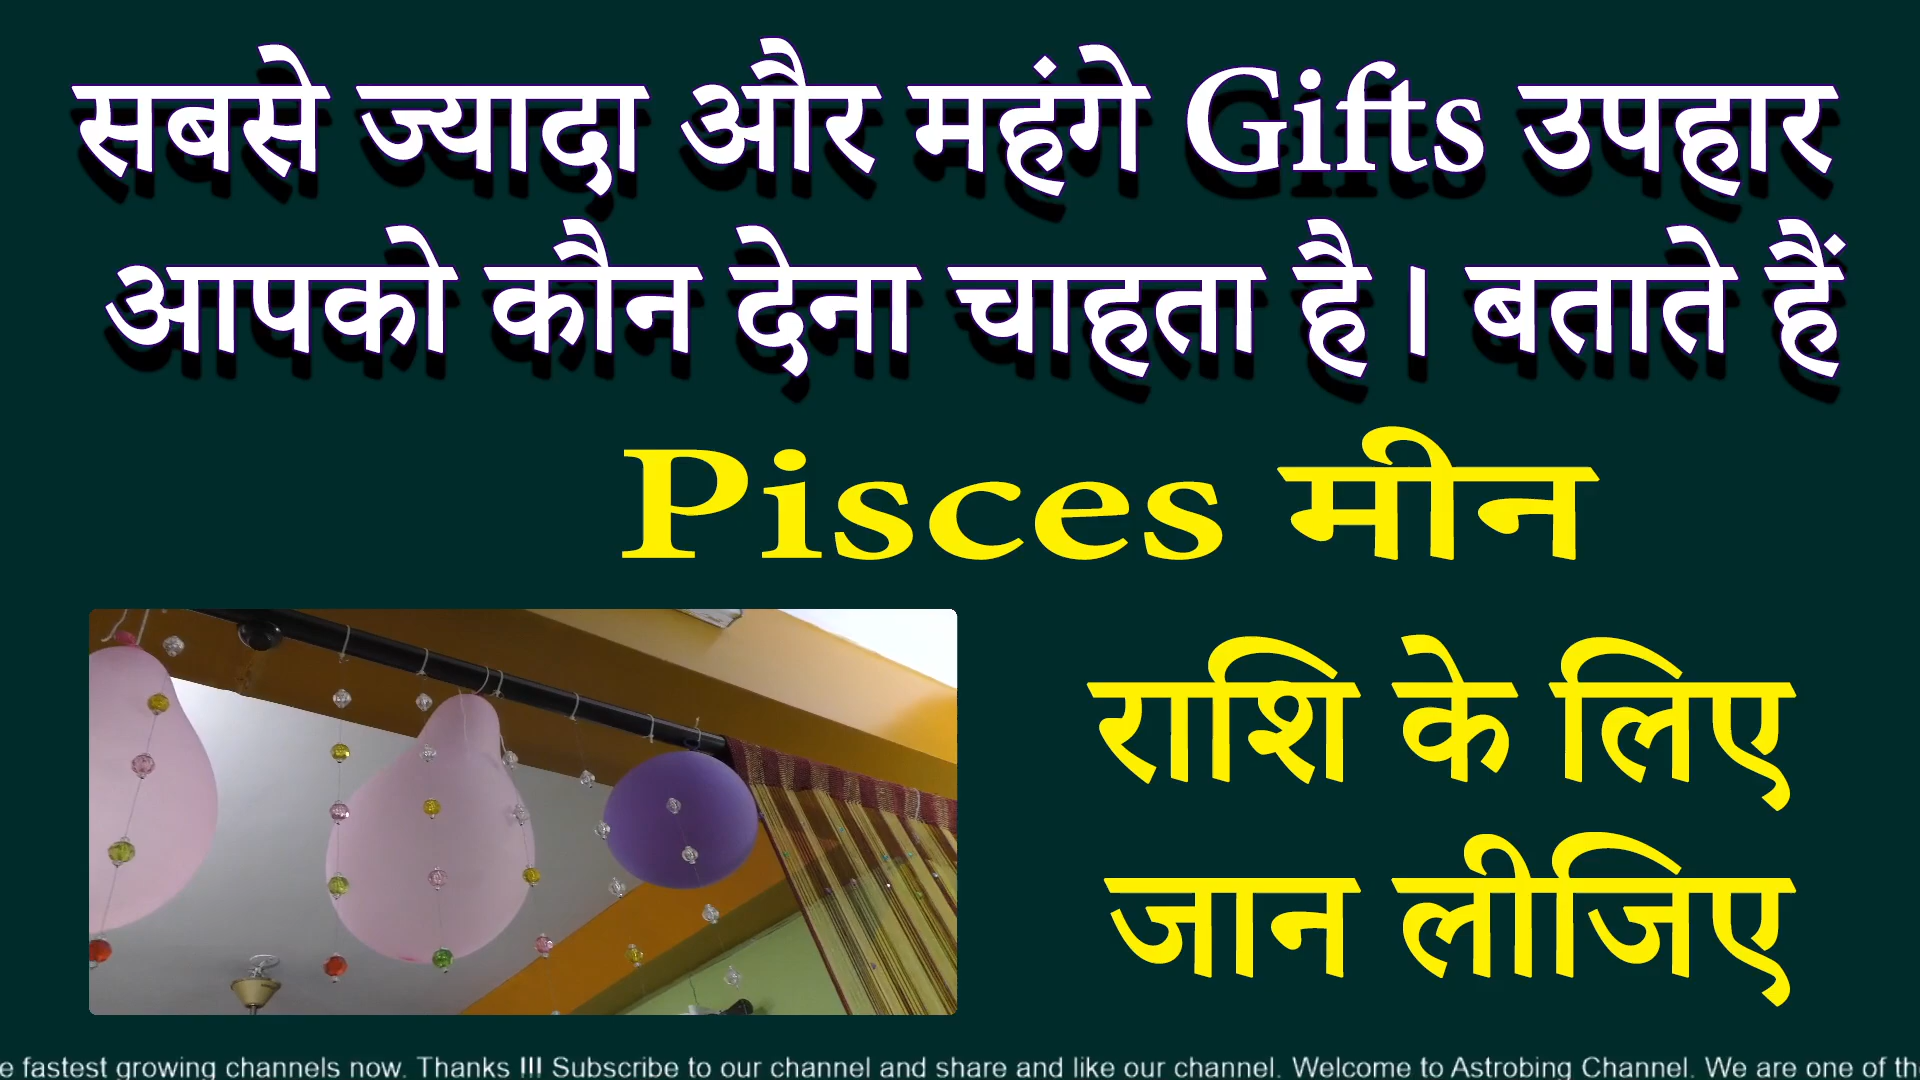 सबसे ज्यादा और महंगे Gifts उपहार
आपको कौन देना चाहता है । बताते हैं
Pisces मीन
राशि के लिए
जान लीजिए
e fastest growing channels now. Thanks !!! Subscribe to our channel and share and like our channel. Welcome to Astrobing Channel. We are one of th